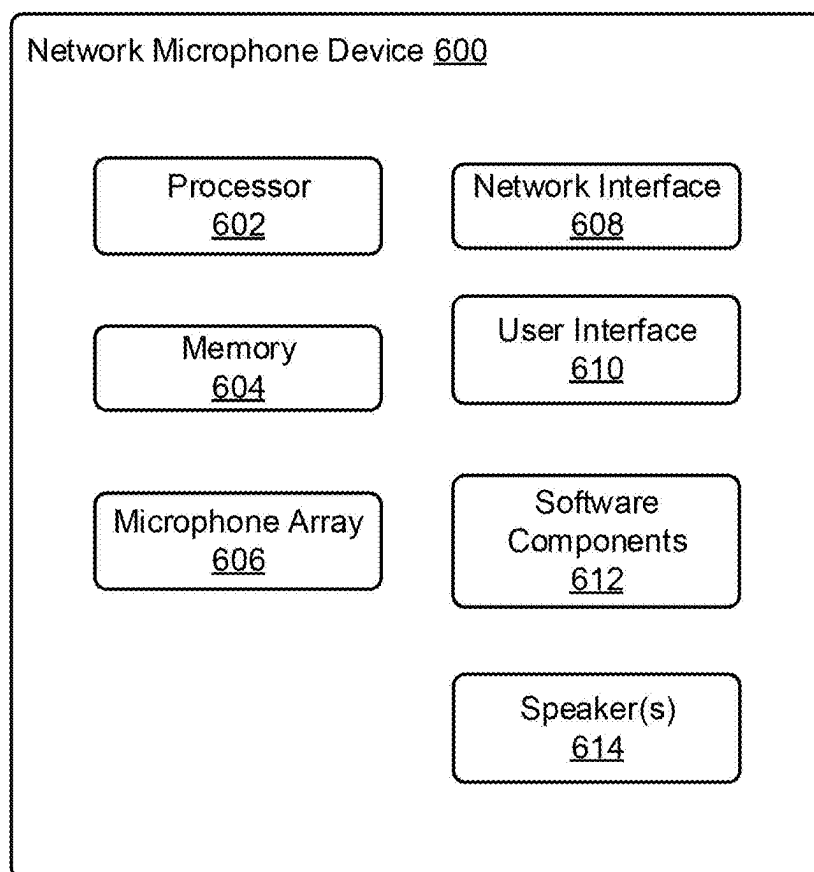 Network Microphone Device 600
Processor
602
Memory
604
Microphone Array
606
Network Interface
608
User Interface
610
Software
Components
612
Speaker(s)
614